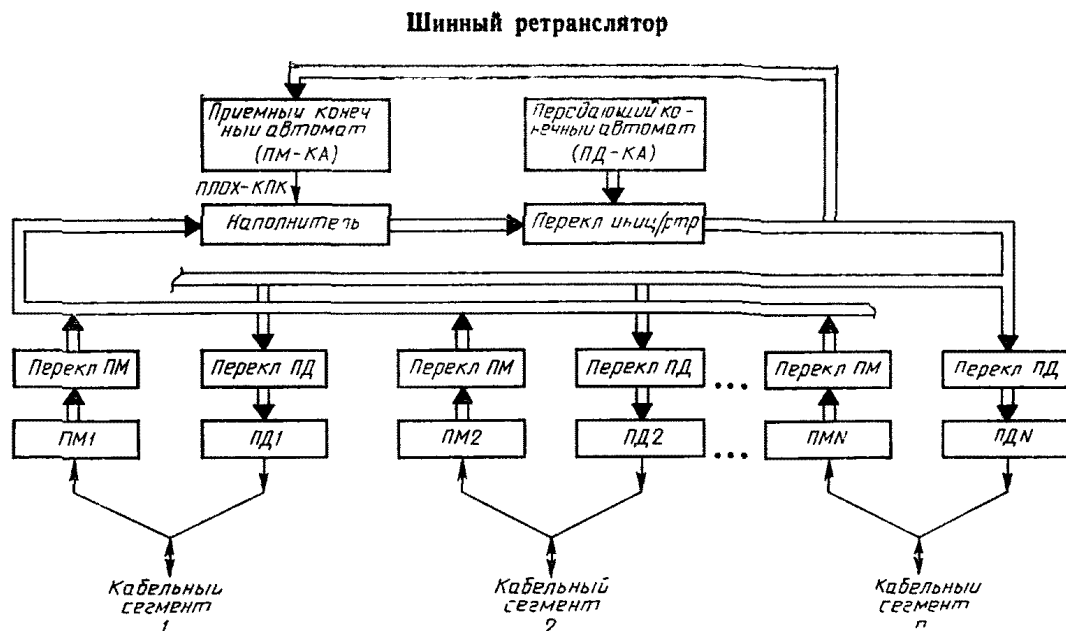 Шинный ретранслятор
Приемный конеч
ный автомат
(ПМ-КА)
Передающий ко-
нечный автомат
(ПД-КА)
ПЛОХ-КПК
Наполнитель
Перекл иниц/ртр
Перекл ПМ
Перекл ПД
Перекл ПМ
Перекл ПД
...
Перекл ПМ
Перекл ПД
ПМ1
ПД1
ПМ2
ПД2
...
ПМN
ПДN
Кабельный
сегмент
1
Кабельный
сегмент
2
Кабельный
сегмент
n